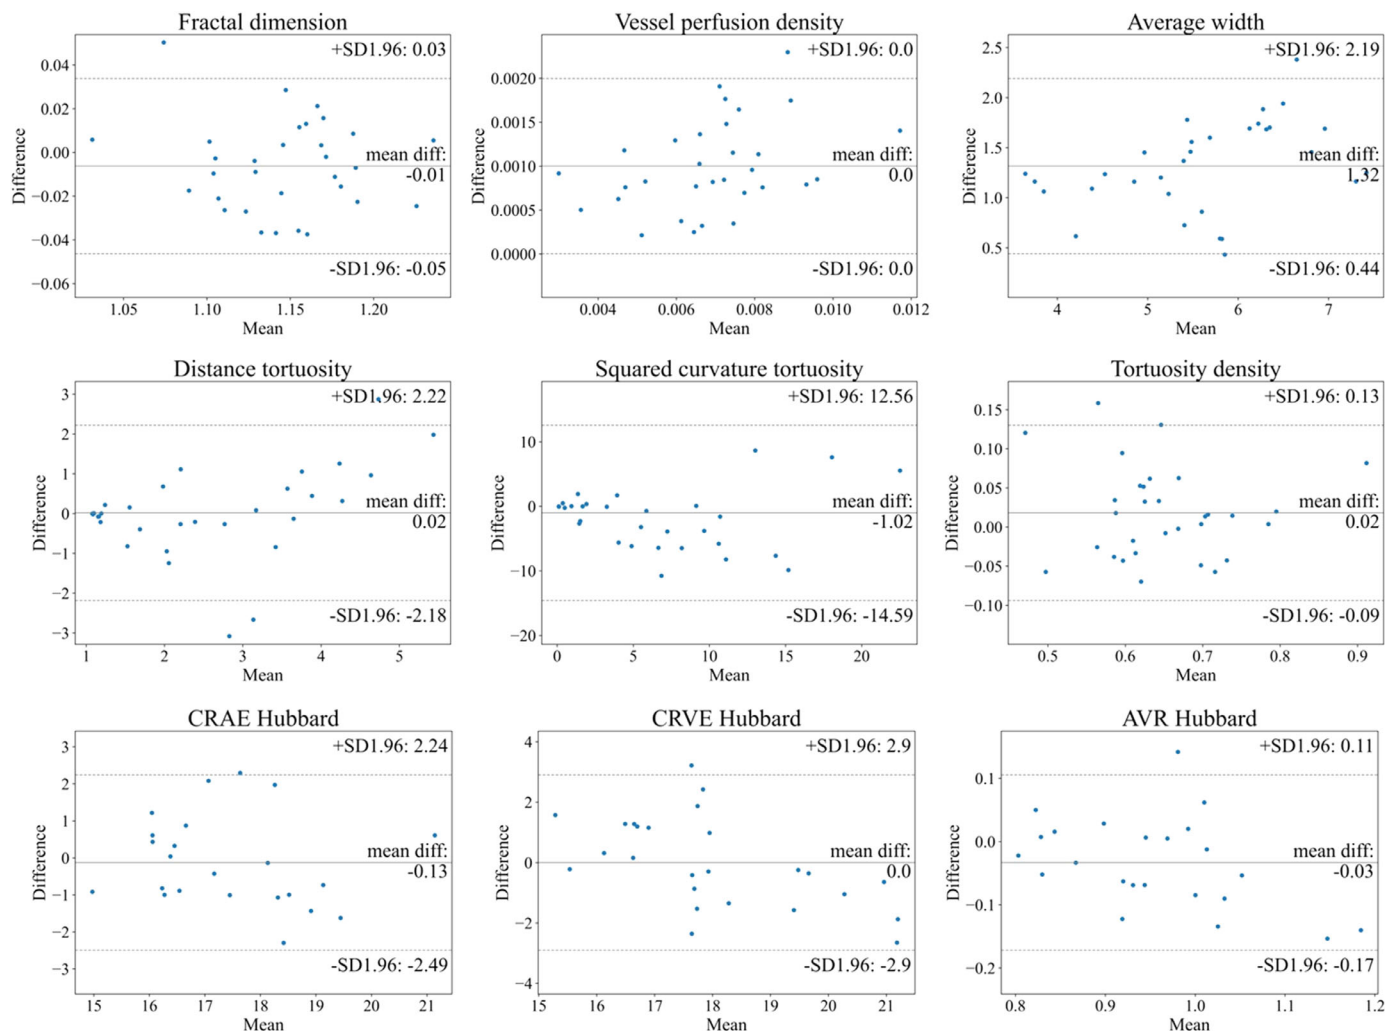 Fractal dimension
+SD1.96: 0.03
0.04
0.02
0.00
−0.02
−0.04
−0.06
Difference
mean diff:
-0.01
-SD1.96: -0.05
1.05 1.10 1.15 1.20
Mean
Vessel perfusion density
+SD1.96: 0.0
0.0020
0.0015
0.0010
0.0005
0.0000
Difference
mean diff:
0.0
-SD1.96: 0.0
0.004 0.006 0.008 0.010 0.012
Mean
Average width
+SD1.96: 2.19
2.5
2.0
1.5
1.0
0.5
Difference
mean diff:
1.32
-SD1.96: 0.44
4 5 6 7
Mean
Distance tortuosity
+SD1.96: 2.22
3
2
1
0
−1
−2
−3
Difference
mean diff:
0.02
-SD1.96: -2.18
1 2 3 4 5
Mean
Squared curvature tortuosity
+SD1.96: 12.56
10
0
−10
−20
Difference
mean diff:
-1.02
-SD1.96: -14.59
0 5 10 15 20
Mean
Tortuosity density
+SD1.96: 0.13
0.15
0.10
0.05
0.00
−0.05
−0.10
Difference
mean diff:
0.02
-SD1.96: -0.09
0.5 0.6 0.7 0.8 0.9
Mean
CRAE Hubbard
+SD1.96: 2.24
3
2
1
0
−1
−2
−3
Difference
mean diff:
-0.13
-SD1.96: -2.49
15 16 17 18 19 20 21
Mean
CRVE Hubbard
+SD1.96: 2.9
4
2
0
−2
−4
Difference
mean diff:
0.0
-SD1.96: -2.9
15 16 17 18 19 20 21
Mean
AVR Hubbard
+SD1.96: 0.11
0.1
0.0
−0.1
−0.2
Difference
mean diff:
-0.03
-SD1.96: -0.17
0.8 0.9 1.0 1.1 1.2
Mean